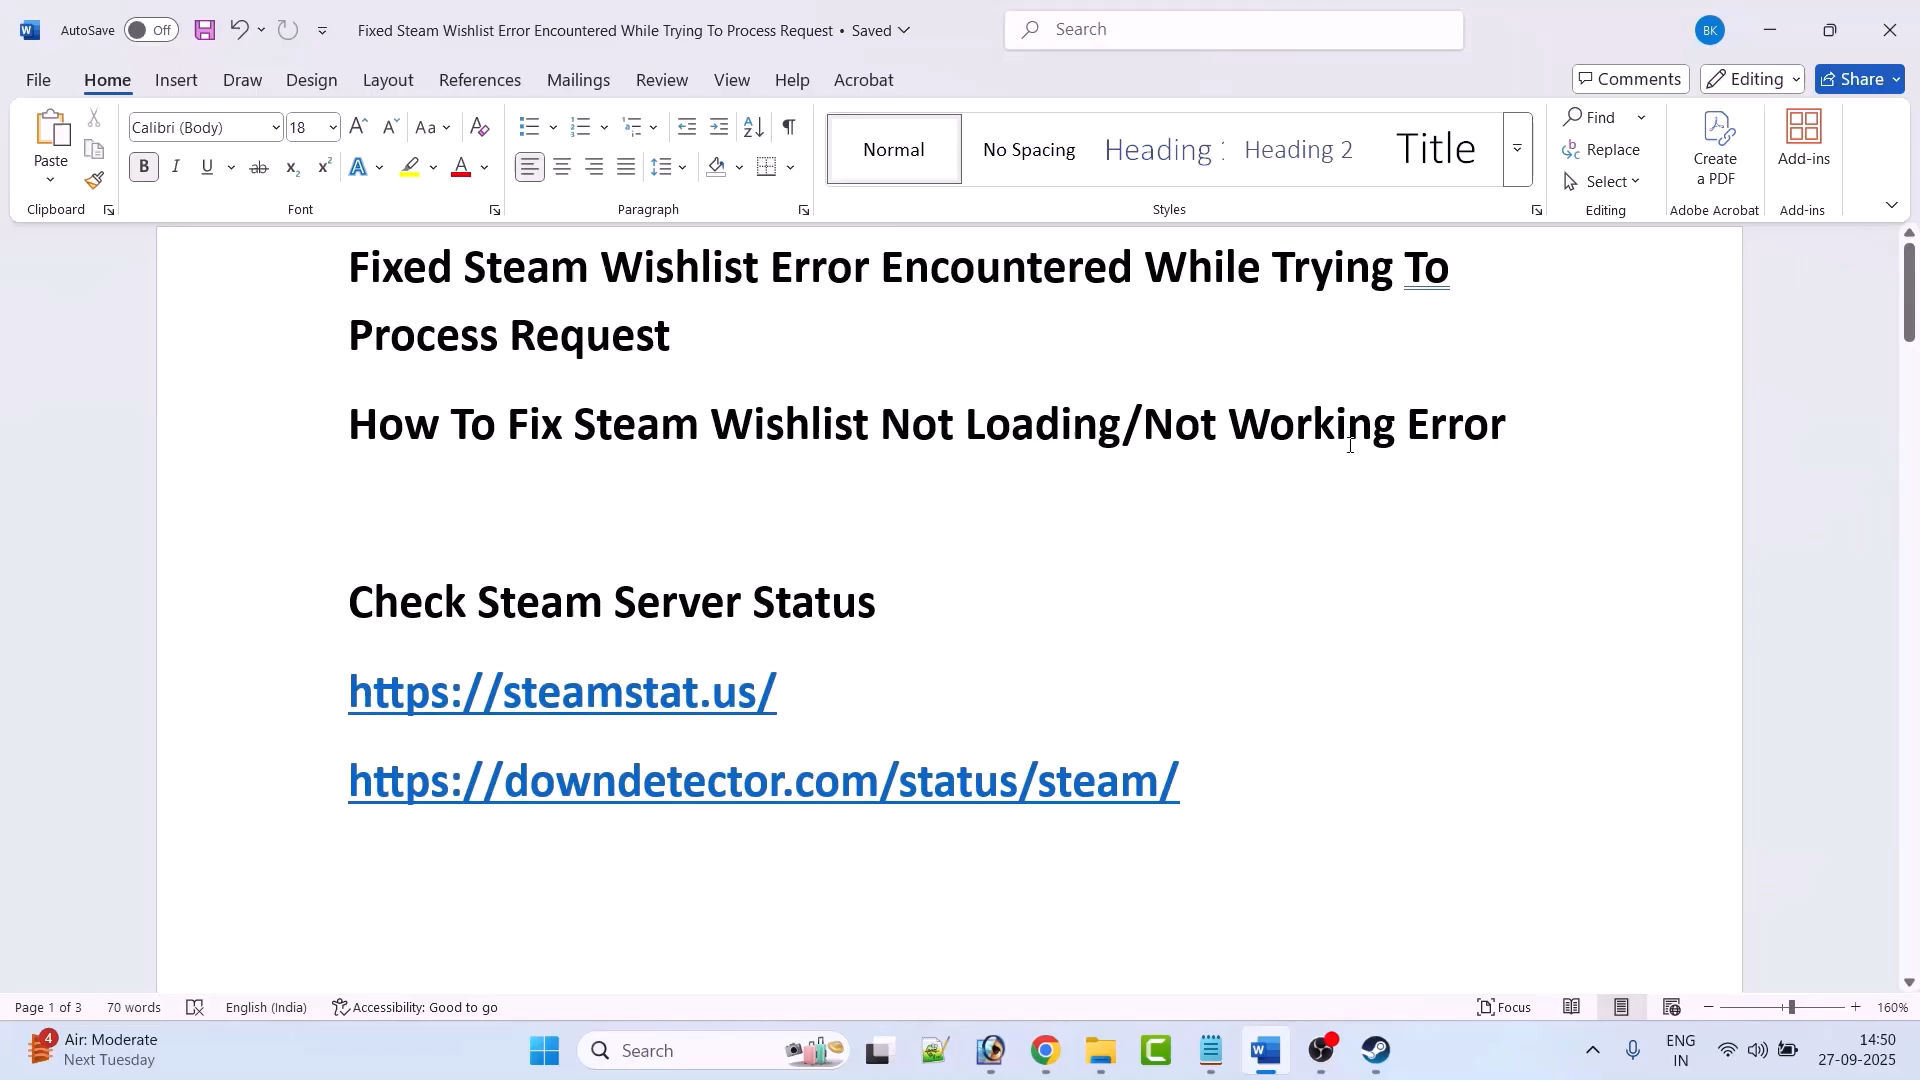 AutoSave Off Fixed Steam Wishlist Error Encountered While Trying To Process Request • Saved Search BK
File Home Insert Draw Design Layout References Mailings Review View Help Acrobat Comments Editing Share
Paste Calibri (Body) 18 Aa Normal No Spacing Heading Heading 2 Title Find Replace Select Create a PDF Add-ins
Clipboard Font Paragraph Styles Editing Adobe Acrobat Add-ins
Fixed Steam Wishlist Error Encountered While Trying To
Process Request
How To Fix Steam Wishlist Not Loading/Not Working Error
Check Steam Server Status
https://steamstat.us/
https://downdetector.com/status/steam/
Page 1 of 3 70 words English (India) Accessibility: Good to go Focus 160%
4 Air: Moderate Search ENG 14:50
Next Tuesday IN 27-09-2025